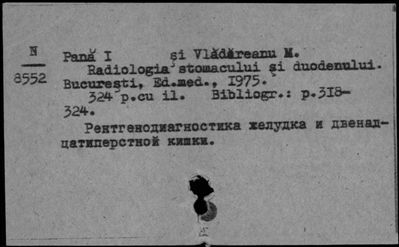 N
8552
Pană I și Vlădăreanu M.
Radiologia stomacului și duodenului.
București, Ed.med., 1975.
324 p.cu il. Bibliogr.: p.318-
324.
Рентгенодиагностика желудка и двенад-
цатиперстной кишки.